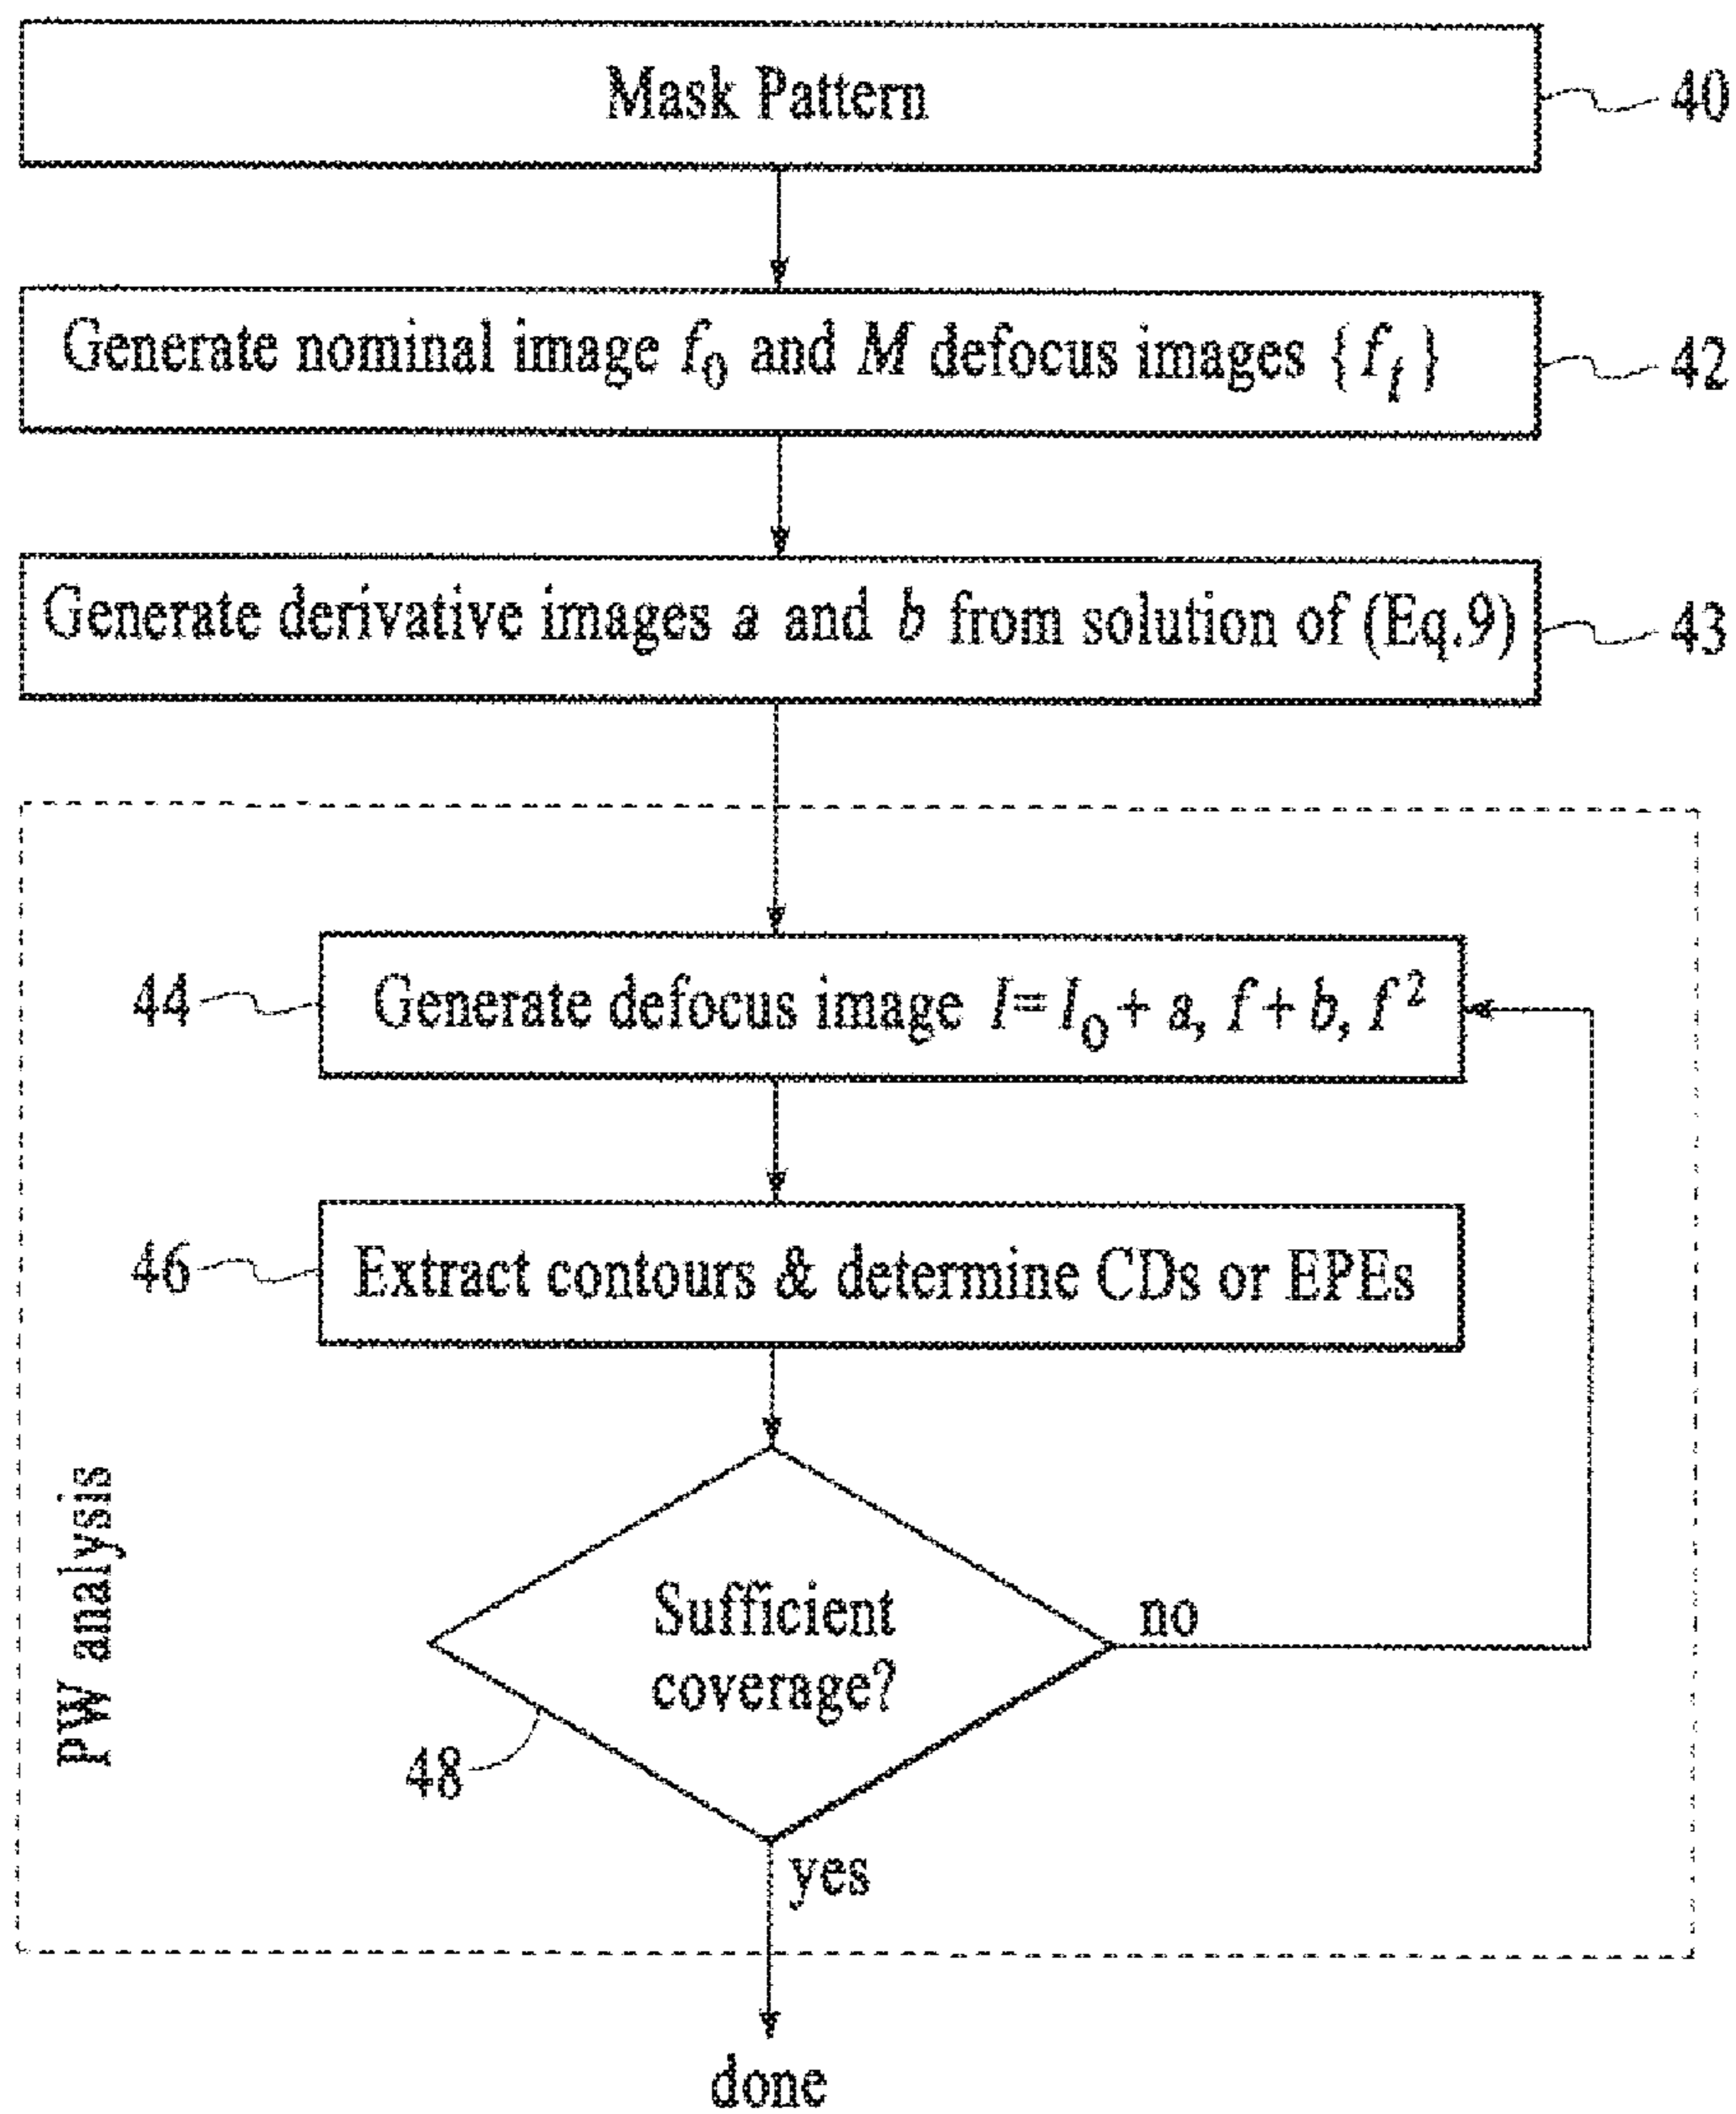 Mask Pattern
40
Generate nominal image f₀ and M defocus images {fᵢ}
42
Generate derivative images a and b from solution of (Eq.9)
43
44
Generate defocus image I=I₀+a, f+b, f²
46
Extract contours & determine CDs or EPEs
Sufficient
coverage?
no
48
yes
PW analysis
done